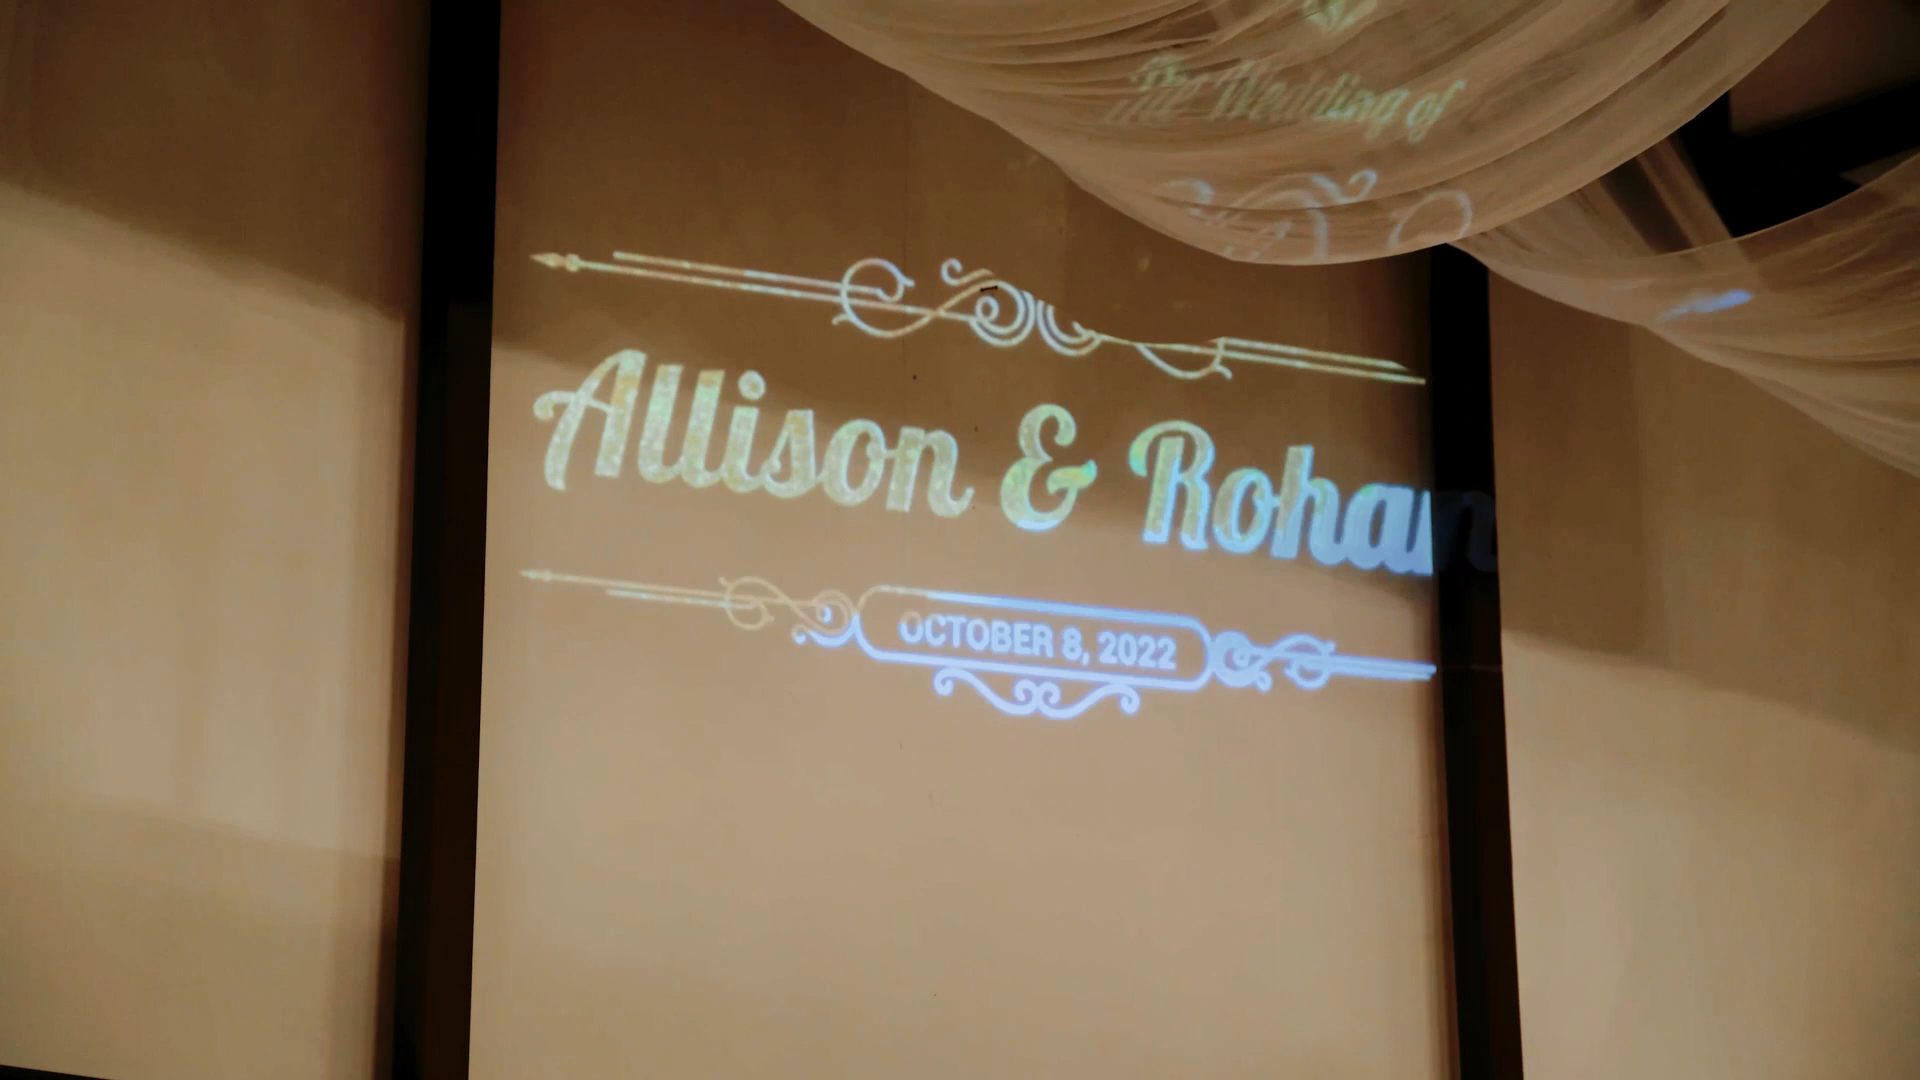 The Wedding of
Allison & Rohan
OCTOBER 8, 2022